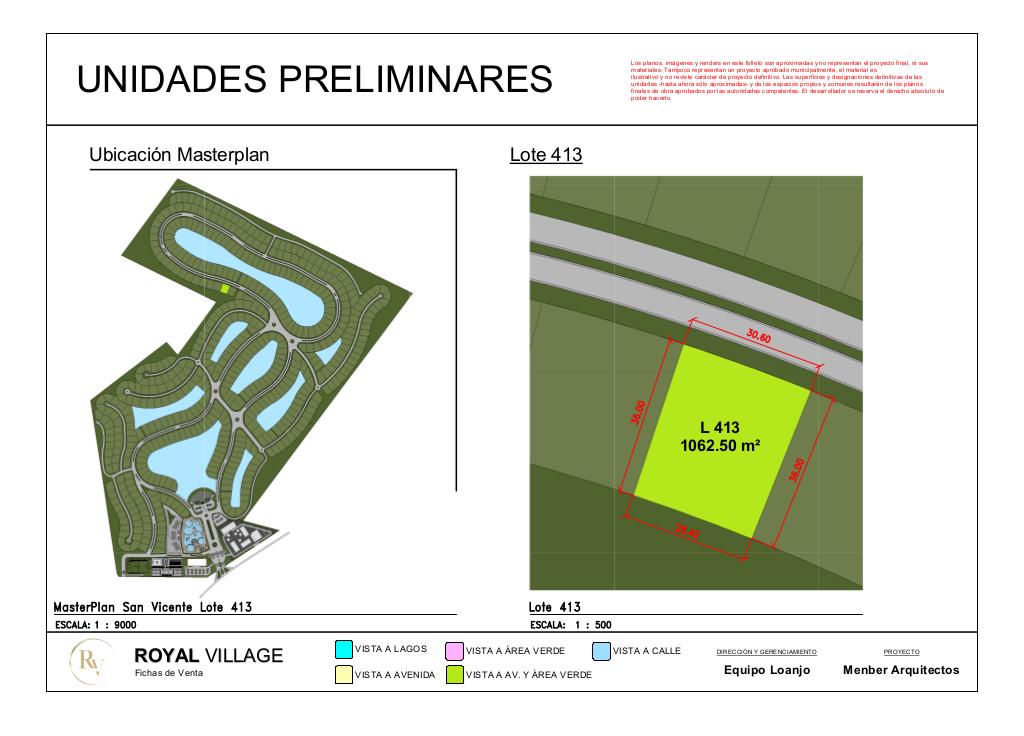 UNIDADES PRELIMINARES
Los planos, imágenes y renders en este folleto son aproximadas y no representan el proyecto final, ni sus
materiales. Tampoco representan un proyecto aprobado municipalmente, el material es
ilustrativo y no reviste carácter de proyecto definitivo. Las superficies y designaciones definitivas de las
unidades -hasta ahora sólo aproximadas- y de los espacios propios y comunes resultarán de los planos
finales de obra aprobados por las autoridades competentes. El desarrollador se reserva el derecho absoluto de
poder hacerlo.
Ubicación Masterplan
Lote 413
30.60
36.00
L 413
1062.50 m²
36.00
28.42
MasterPlan San Vicente Lote 413
ESCALA: 1 : 9000
Lote 413
ESCALA: 1 : 500
RV
ROYAL VILLAGE
Fichas de Venta
VISTA A LAGOS
VISTA A ÁREA VERDE
VISTA A CALLE
VISTA A AVENIDA
VISTA A AV. Y ÁREA VERDE
DIRECCIÓN Y GERENCIAMIENTO
Equipo Loanjo
PROYECTO
Menber Arquitectos